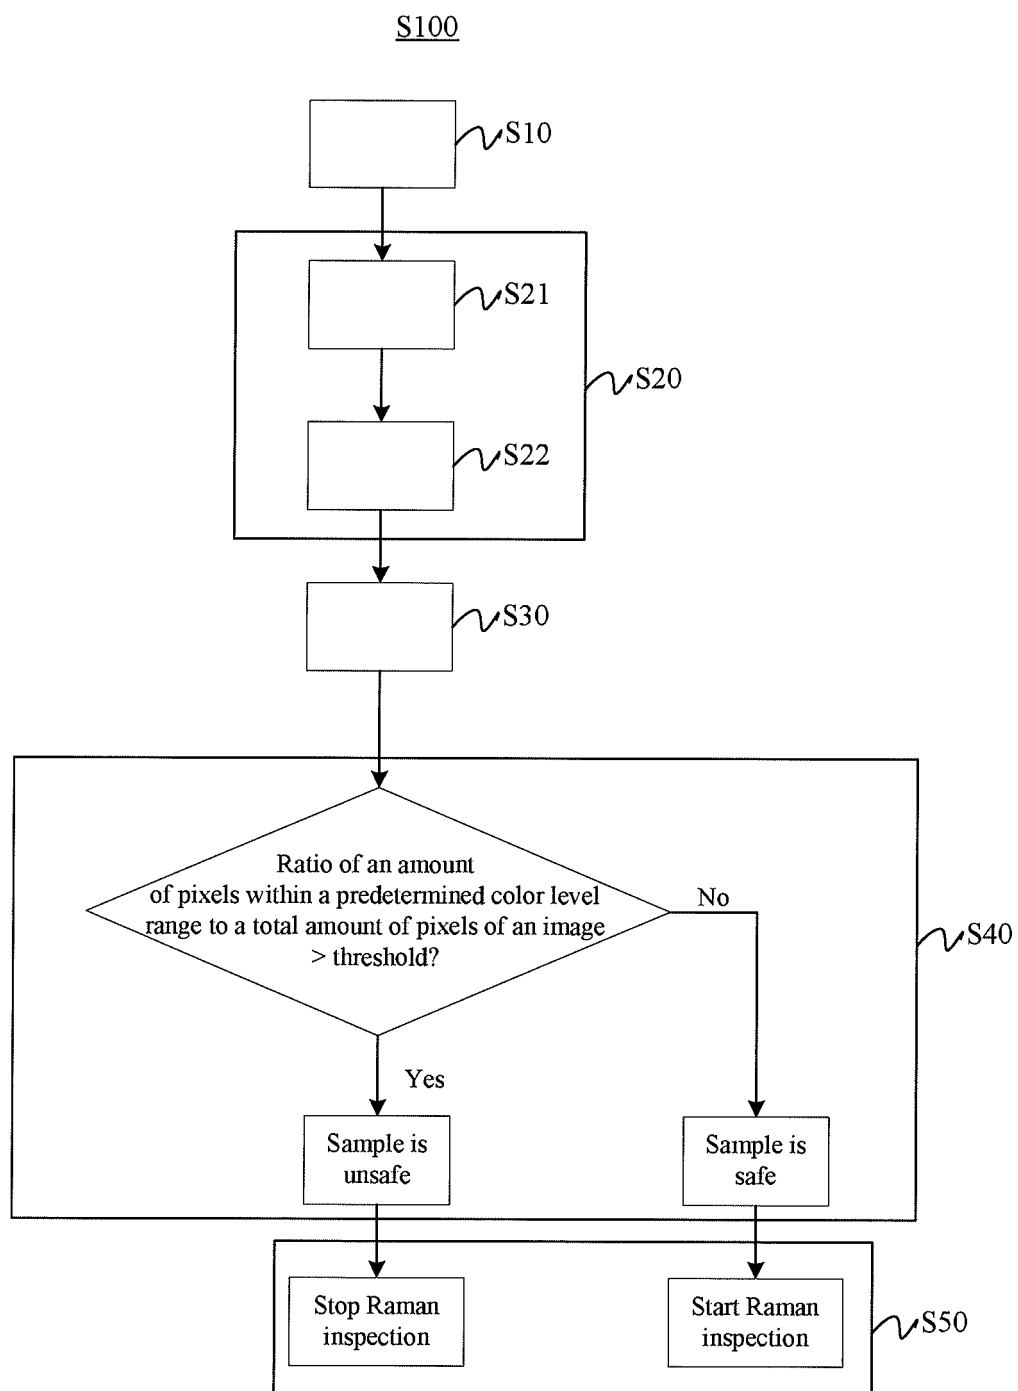 S100
S10
S21
S20
S22
S30
Ratio of an amount
of pixels within a predetermined color level
range to a total amount of pixels of an image
> threshold?
No
S40
Yes
Sample is
unsafe
Sample is
safe
Stop Raman
inspection
Start Raman
inspection
S50